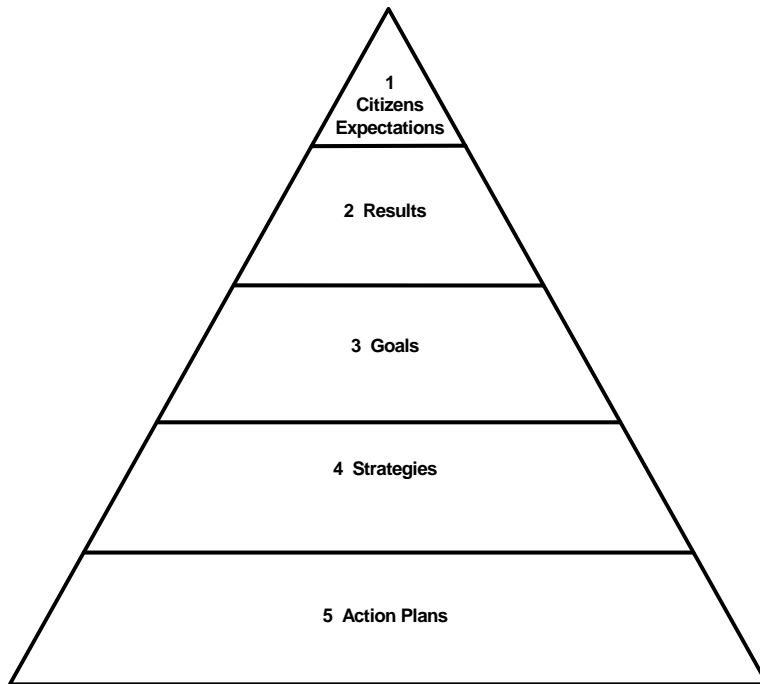 1
Citizens
Expectations
2 Results
3 Goals
4 Strategies
5 Action Plans